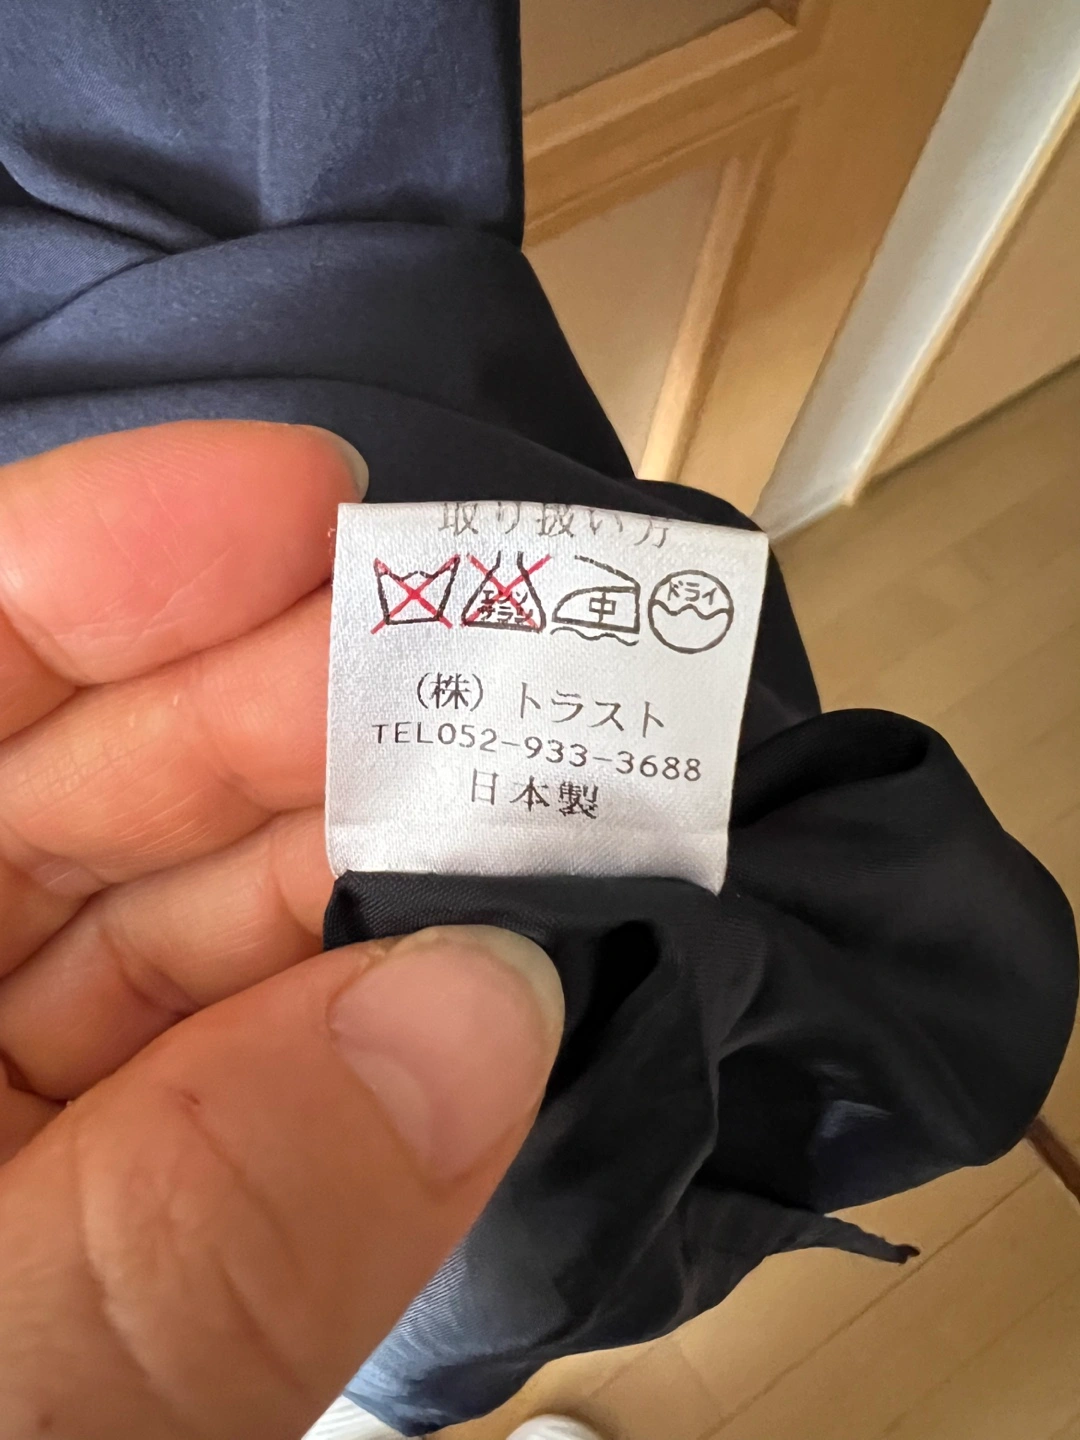 取り扱い方
エンソ
サラシ
中
ドライ
(株) トラスト
TEL052-933-3688
日本製